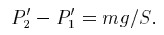 P′₂ − P′₁ = mg/S.